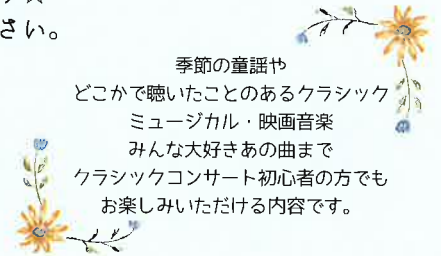 さい。
季節の童謡や
どこかで聴いたことのあるクラシック
ミュージカル・映画音楽
みんな大好きあの曲まで
クラシックコンサート初心者の方でも
お楽しみいただける内容です。